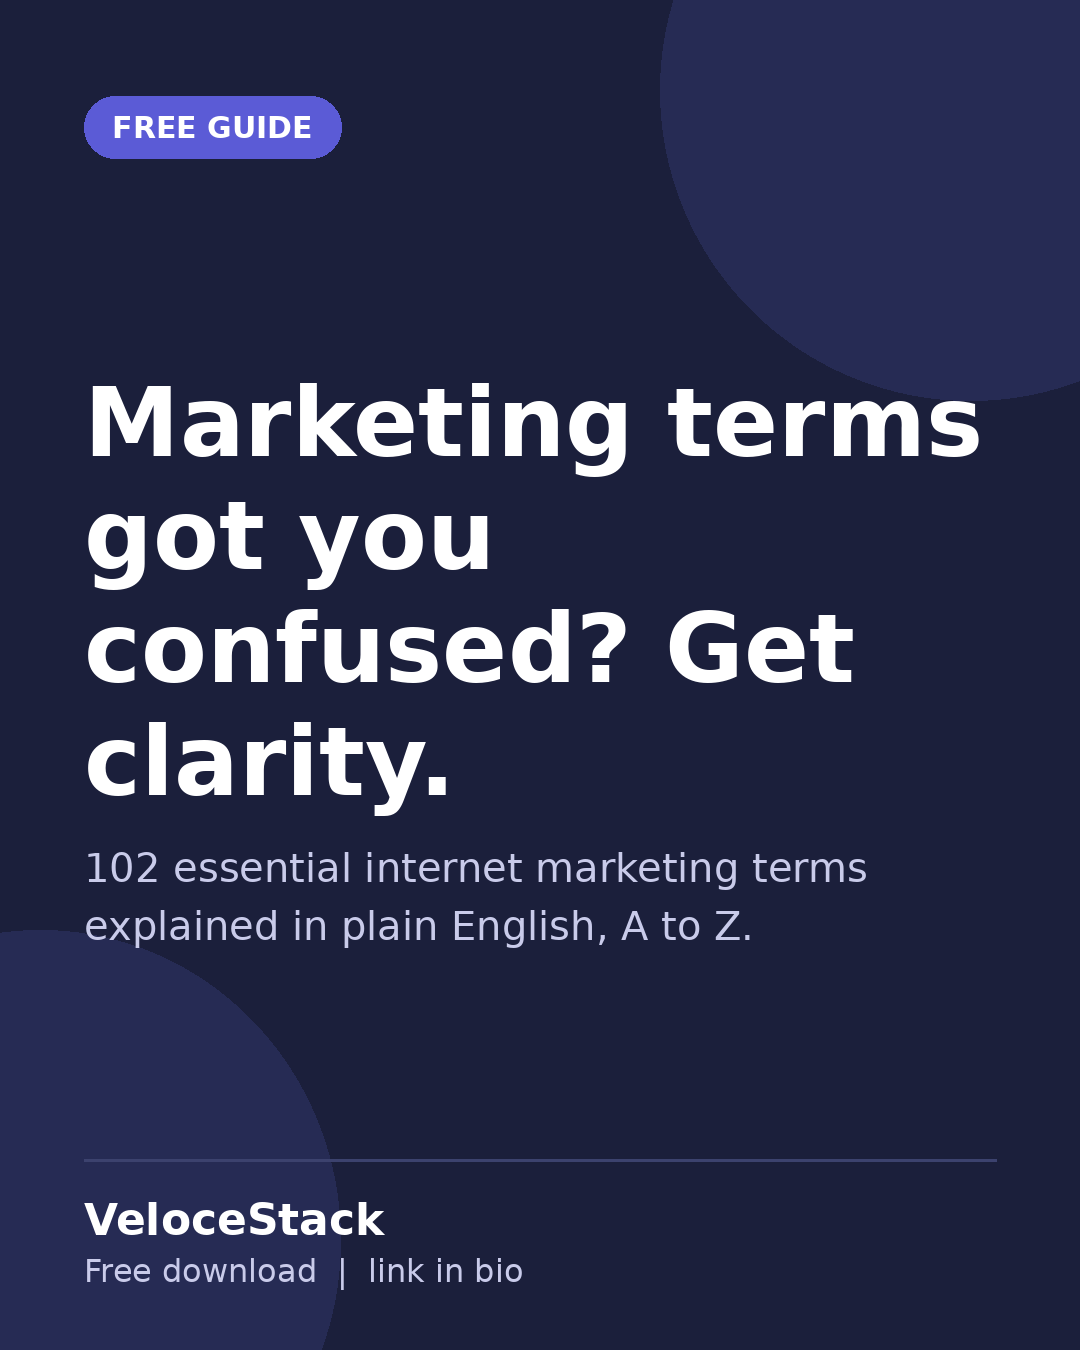 FREE GUIDE
Marketing terms
got you
confused? Get
clarity.
102 essential internet marketing terms
explained in plain English, A to Z.
VeloceStack
Free download | link in bio